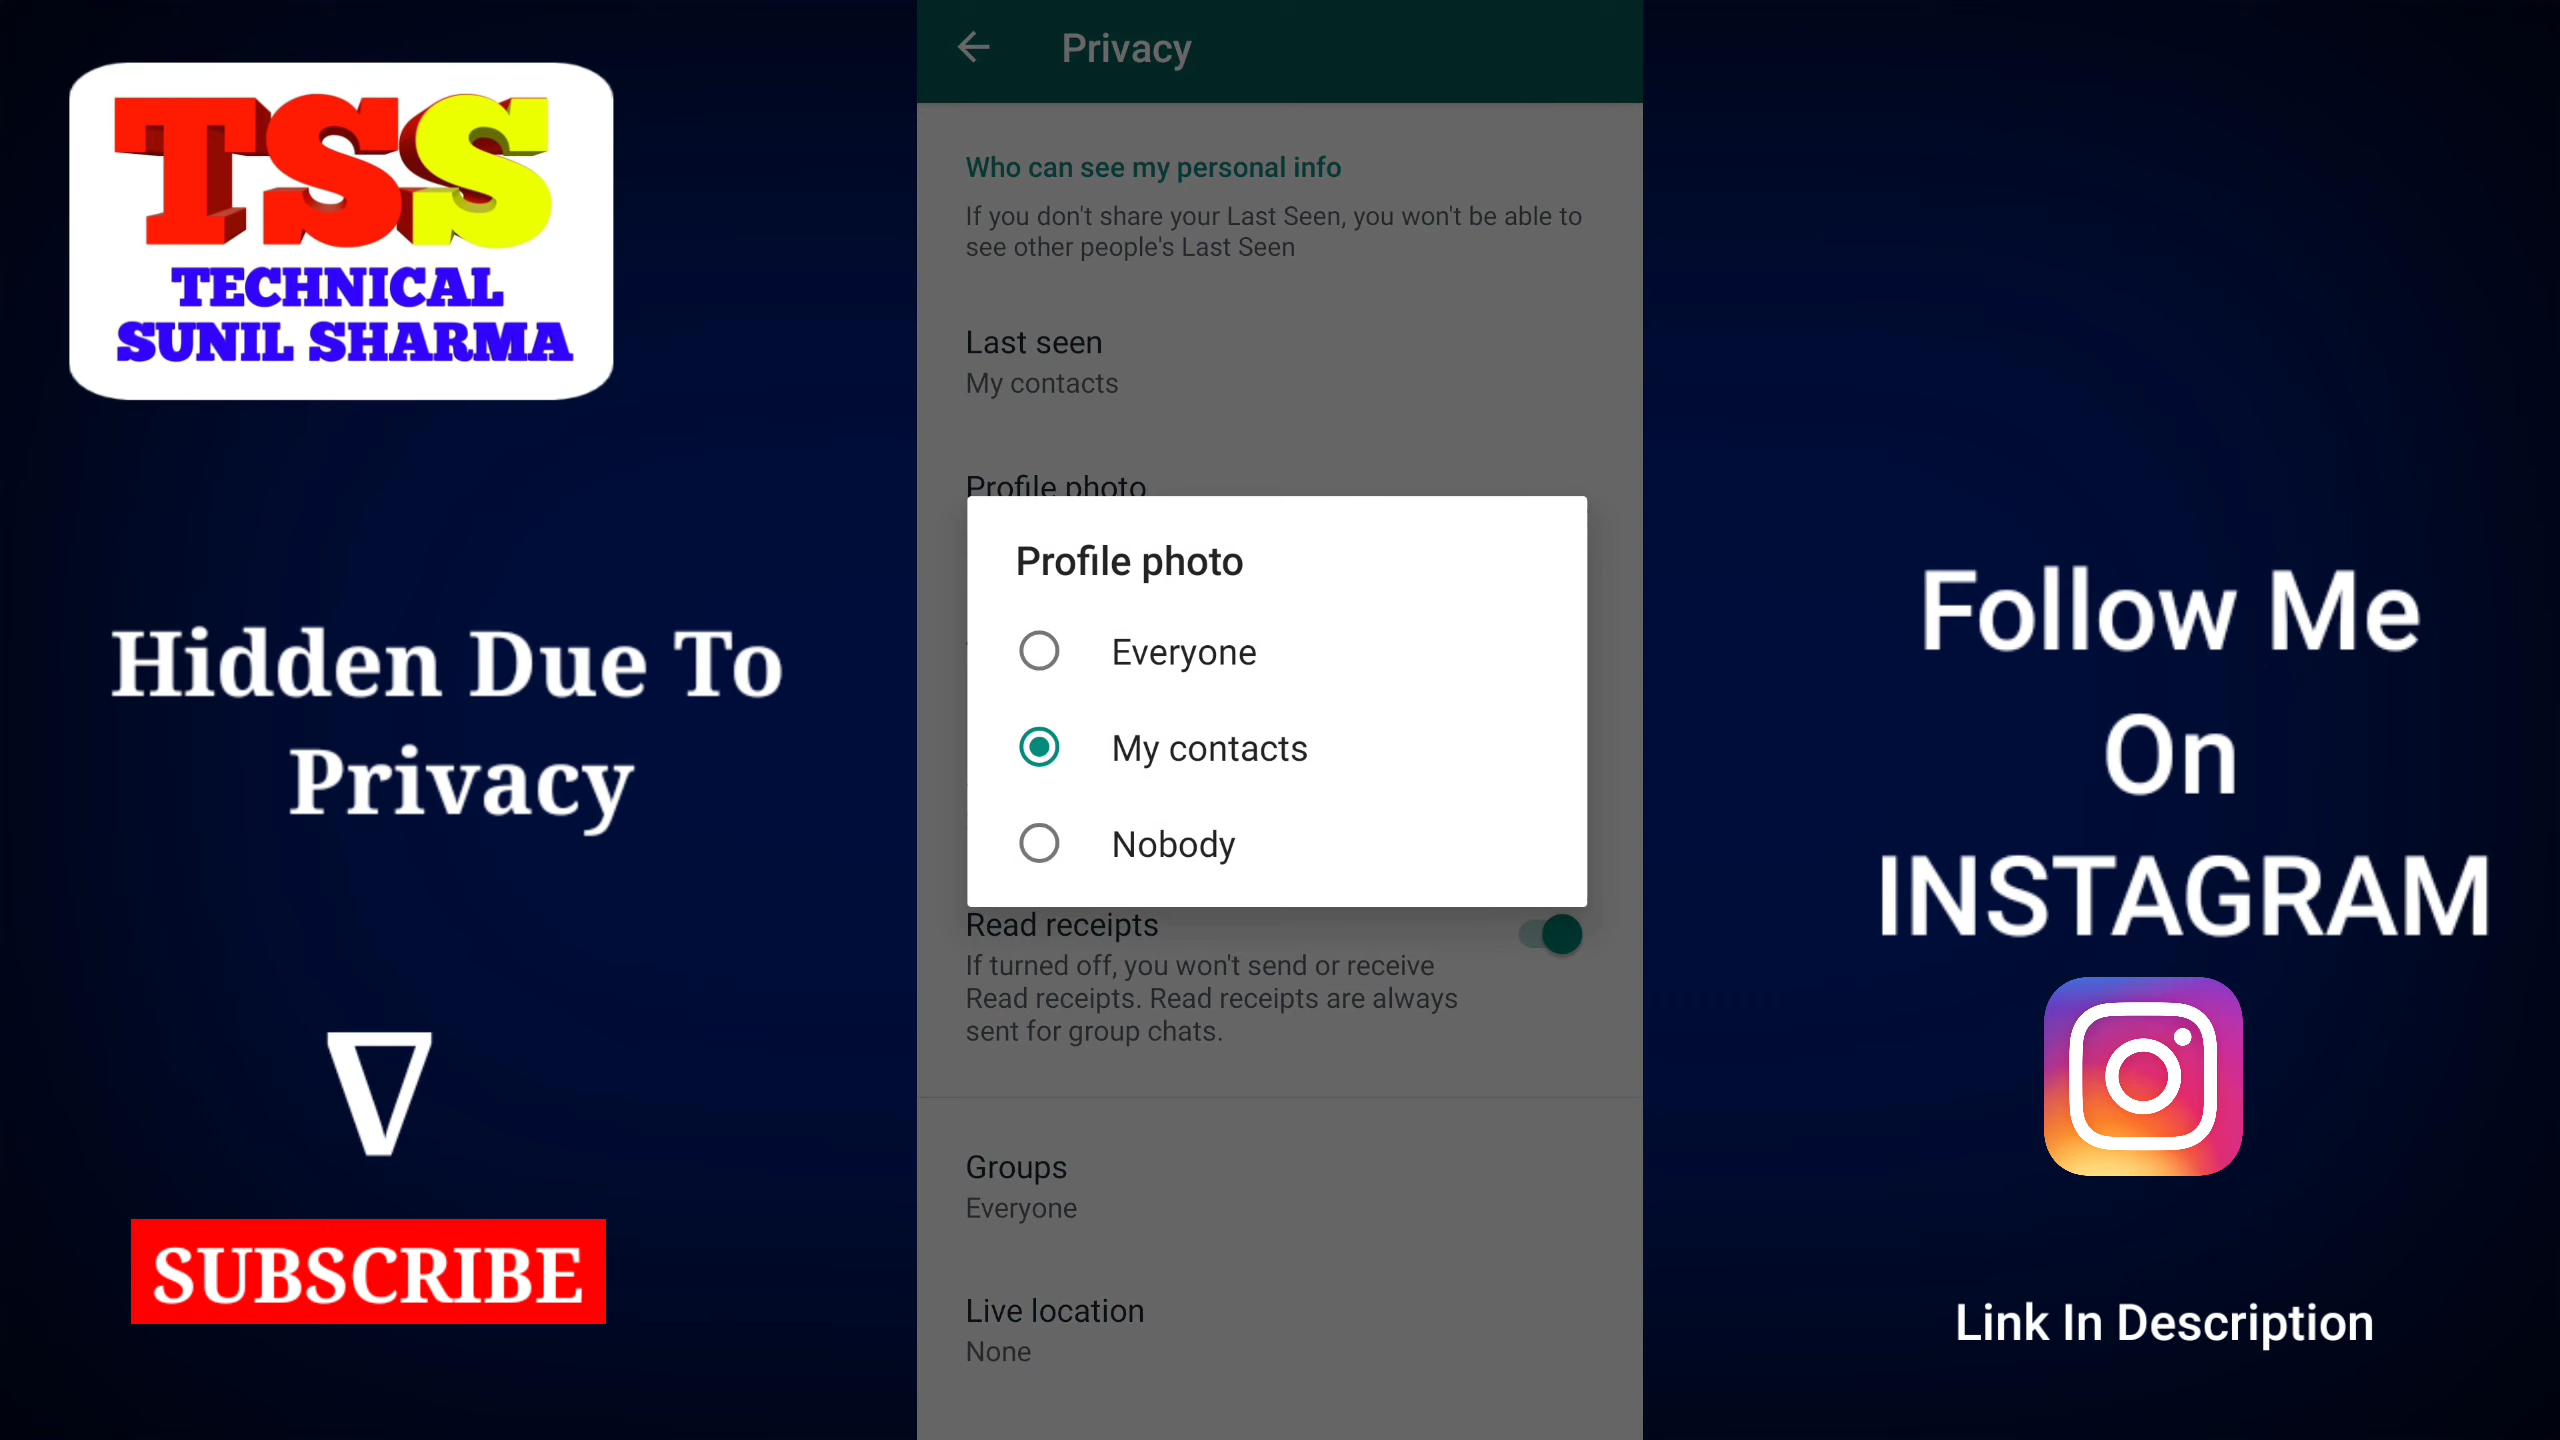 TSS
TECHNICAL
SUNIL SHARMA
Hidden Due To
Privacy
∇
SUBSCRIBE
Privacy
Who can see my personal info
If you don't share your Last Seen, you won't be able to
see other people's Last Seen
Last seen
My contacts
Profile photo
Profile photo
Everyone
My contacts
Nobody
Read receipts
If turned off, you won't send or receive
Read receipts. Read receipts are always
sent for group chats.
Groups
Everyone
Live location
None
Follow Me
On
INSTAGRAM
Link In Description